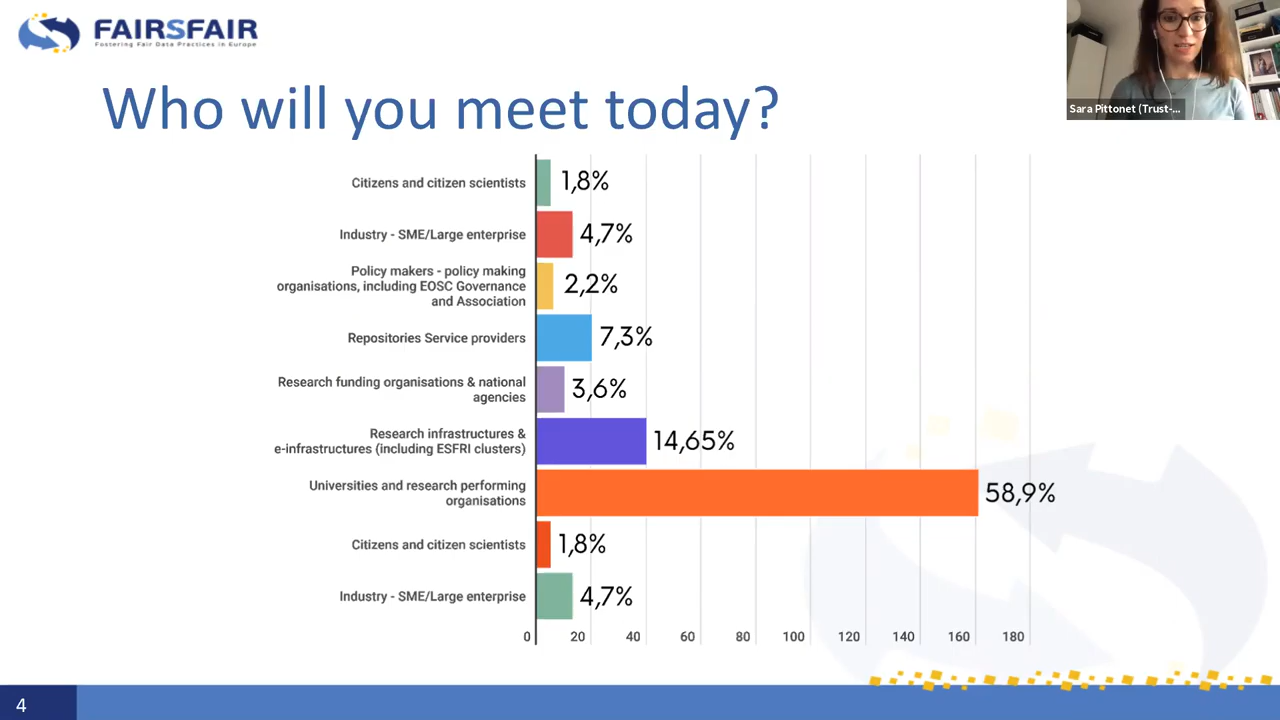 FAIRSFAIR
Fostering Fair Data Practices in Europe
Sara Pittonet (Trust-...
Who will you meet today?
Citizens and citizen scientists
1,8%
Industry - SME/Large enterprise
4,7%
Policy makers - policy making
organisations, including EOSC Governance
and Association
2,2%
Repositories Service providers
7,3%
Research funding organisations & national
agencies
3,6%
Research infrastructures &
e-infrastructures (including ESFRI clusters)
14,65%
Universities and research performing
organisations
58,9%
Citizens and citizen scientists
1,8%
Industry - SME/Large enterprise
4,7%
0 20 40 60 80 100 120 140 160 180
4